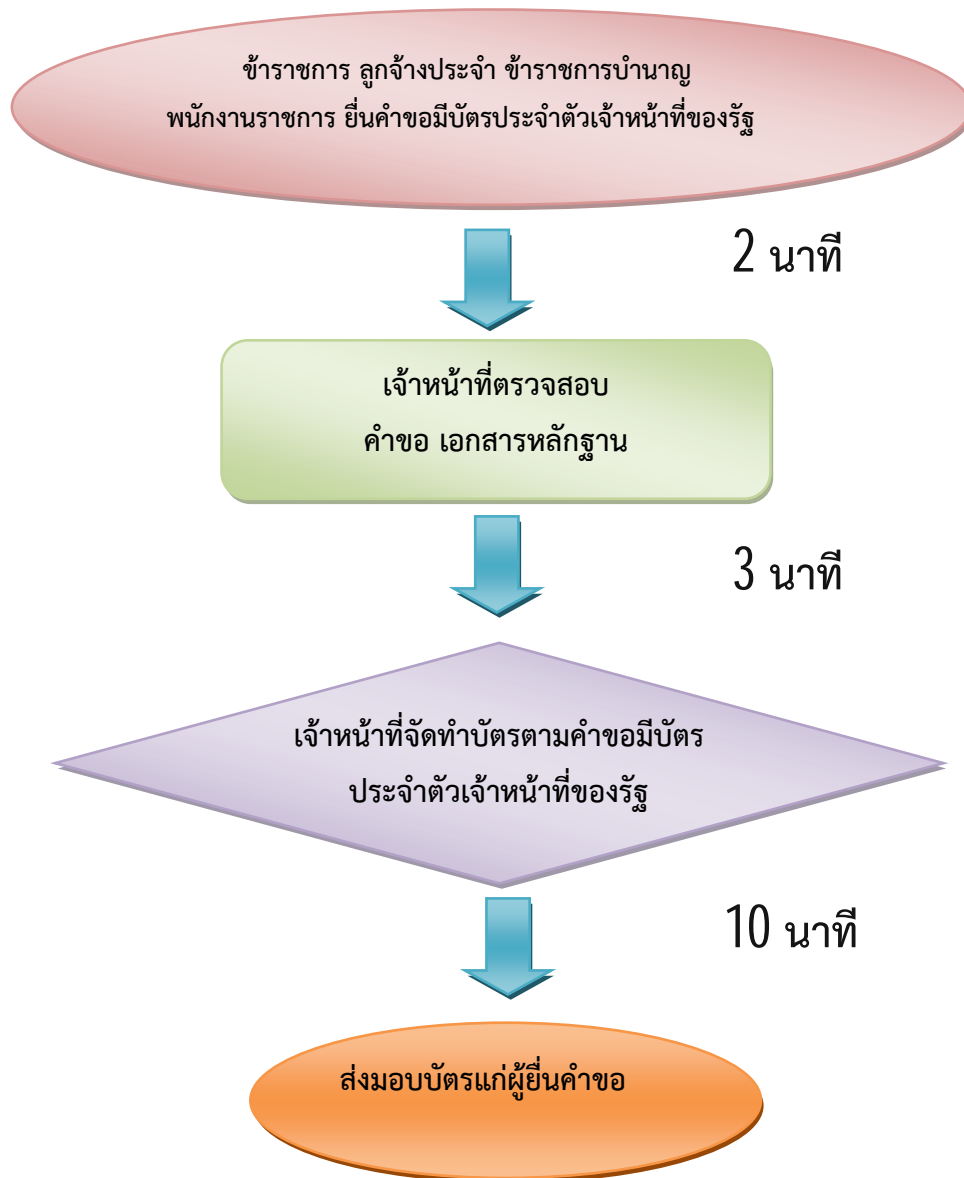 ข้าราชการ ลูกจ้างประจำ ข้าราชการบำนาญ
พนักงานราชการ ยื่นคำขอมีบัตรประจำตัวเจ้าหน้าที่ของรัฐ
2 นาที
เจ้าหน้าที่ตรวจสอบ
คำขอ เอกสารหลักฐาน
3 นาที
เจ้าหน้าที่จัดทำบัตรตามคำขอมีบัตร
ประจำตัวเจ้าหน้าที่ของรัฐ
10 นาที
ส่งมอบบัตรแก่ผู้ยื่นคำขอ